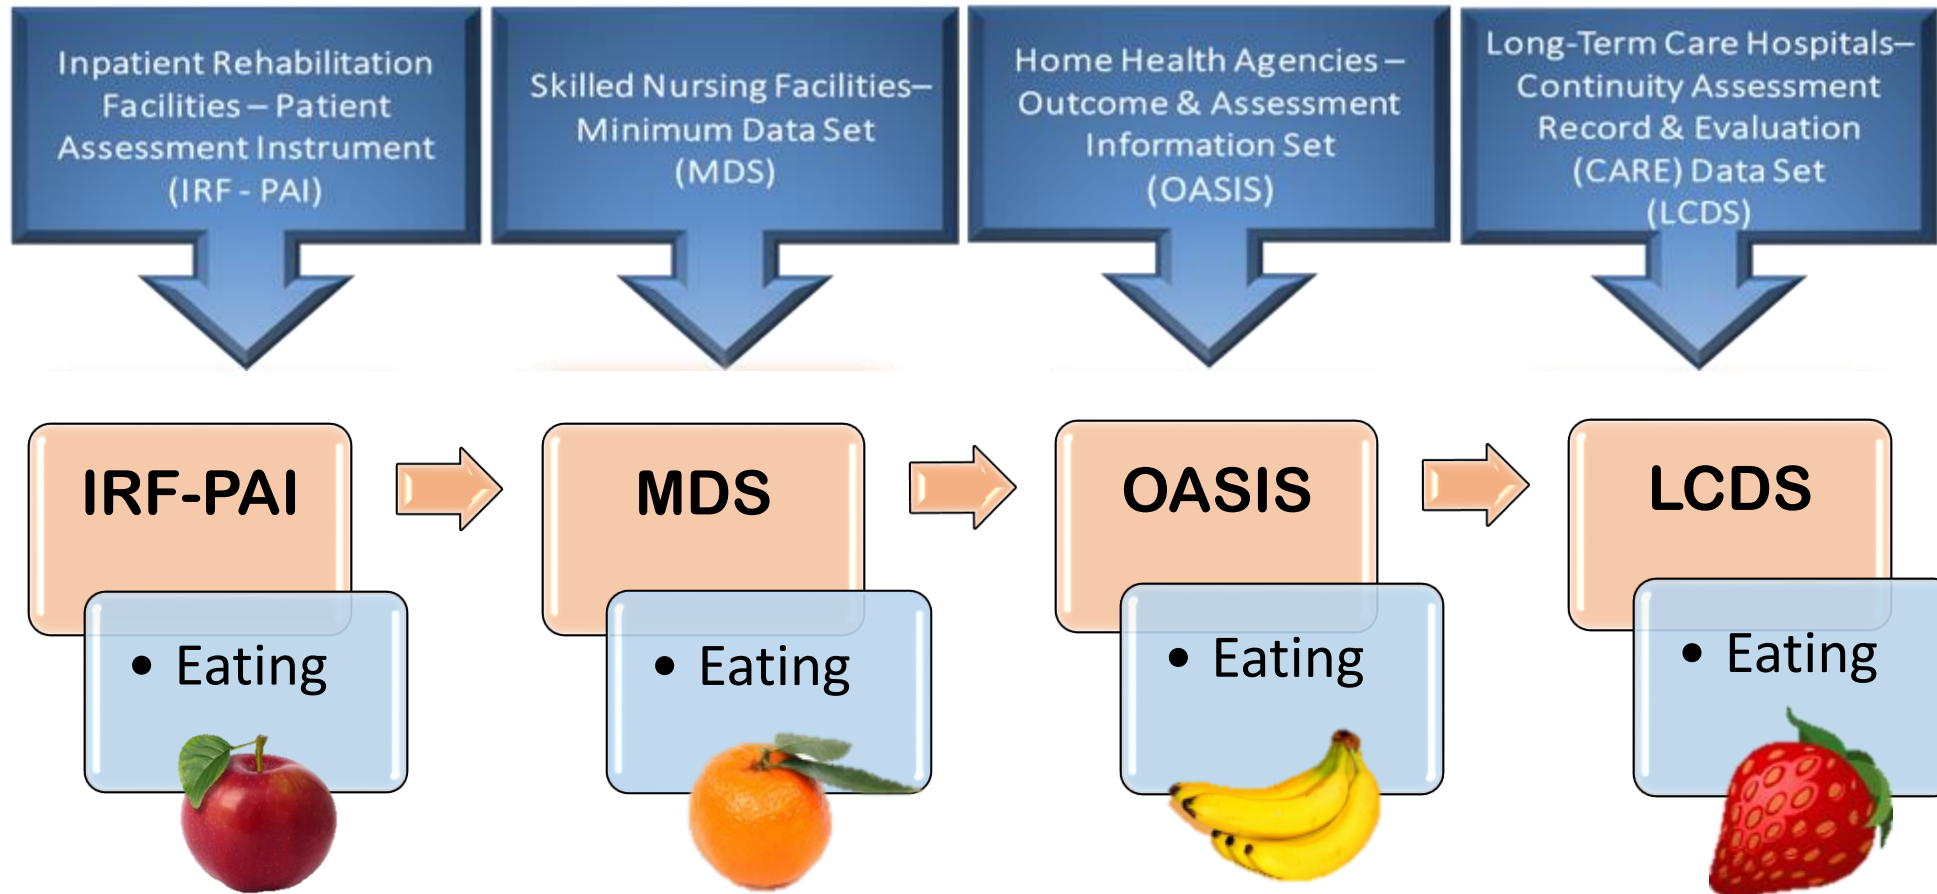 Inpatient Rehabilitation
Facilities – Patient
Assessment Instrument
(IRF - PAI)
Skilled Nursing Facilities–
Minimum Data Set
(MDS)
Home Health Agencies –
Outcome & Assessment
Information Set
(OASIS)
Long-Term Care Hospitals–
Continuity Assessment
Record & Evaluation
(CARE) Data Set
(LCDS)
IRF-PAI
MDS
OASIS
LCDS
• Eating
• Eating
• Eating
• Eating